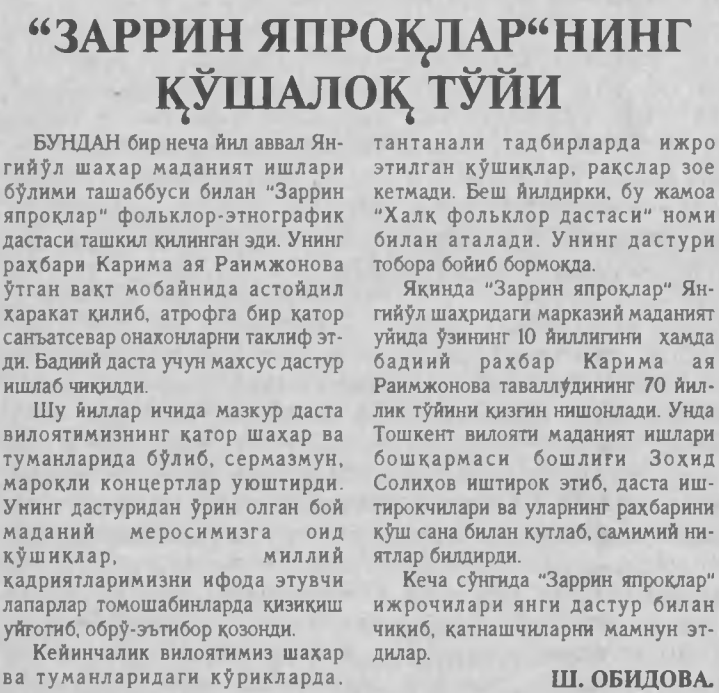 “ЗАРРИН ЯПРОҚЛАР“НИНГ
ҚЎШАЛОҚ ТЎЙИ
БУНДАН бир неча йил аввал Ян-
гийўл шаҳар маданият ишлари
бўлими ташаббуси билан "Заррин
япроқлар" фольклор-этнографик
дастаси ташкил қилинган эди. Унинг
раҳбари Карима ая Раимжонова
ўтган вақт мобайнида астойдил
ҳаракат қилиб, атрофга бир қатор
санъатсевар онахонларни таклиф эт-
ди. Бадиий даста учун махсус дастур
ишлаб чиқилди.
Шу йиллар ичида мазкур даста
вилоятимизнинг қатор шаҳар ва
туманларида бўлиб, сермазмун,
мароқли концертлар уюштирди.
Унинг дастуридан ўрин олган бой
маданий меросимизга оид
қўшиқлар, миллий
қадриятларимизни ифода этувчи
лапарлар томошабинларда қизиқиш
уйғотиб, обрў-эътибор қозонди.
Кейинчалик вилоятимиз шаҳар
ва туманларидаги кўрикларда,
тантанали тадбирларда ижро
этилган қўшиқлар, рақслар зое
кетмади. Беш йилдирки, бу жамоа
"Халқ фольклор дастаси" номи
билан аталади. Унинг дастури
тобора бойиб бормоқда.
Яқинда "Заррин япроқлар" Ян-
гийўл шаҳридаги марказий маданият
уйида ўзининг 10 йиллигини ҳамда
бадиий раҳбар Карима ая
Раимжонова таваллудининг 70 йил-
лик тўйини қизғин нишонлади. Унда
Тошкент вилояти маданият ишлари
бошқармаси бошлиғи Зоҳид
Солиҳов иштирок этиб, даста иш-
тирокчилари ва уларнинг раҳбарини
қўш сана билан қутлаб, самимий ни-
ятлар билдирди.
Кеча сўнгида "Заррин япроқлар"
ижрочилари янги дастур билан
чиқиб, қатнашчиларни мамнун эт-
дилар.
Ш. ОБИДОВА.